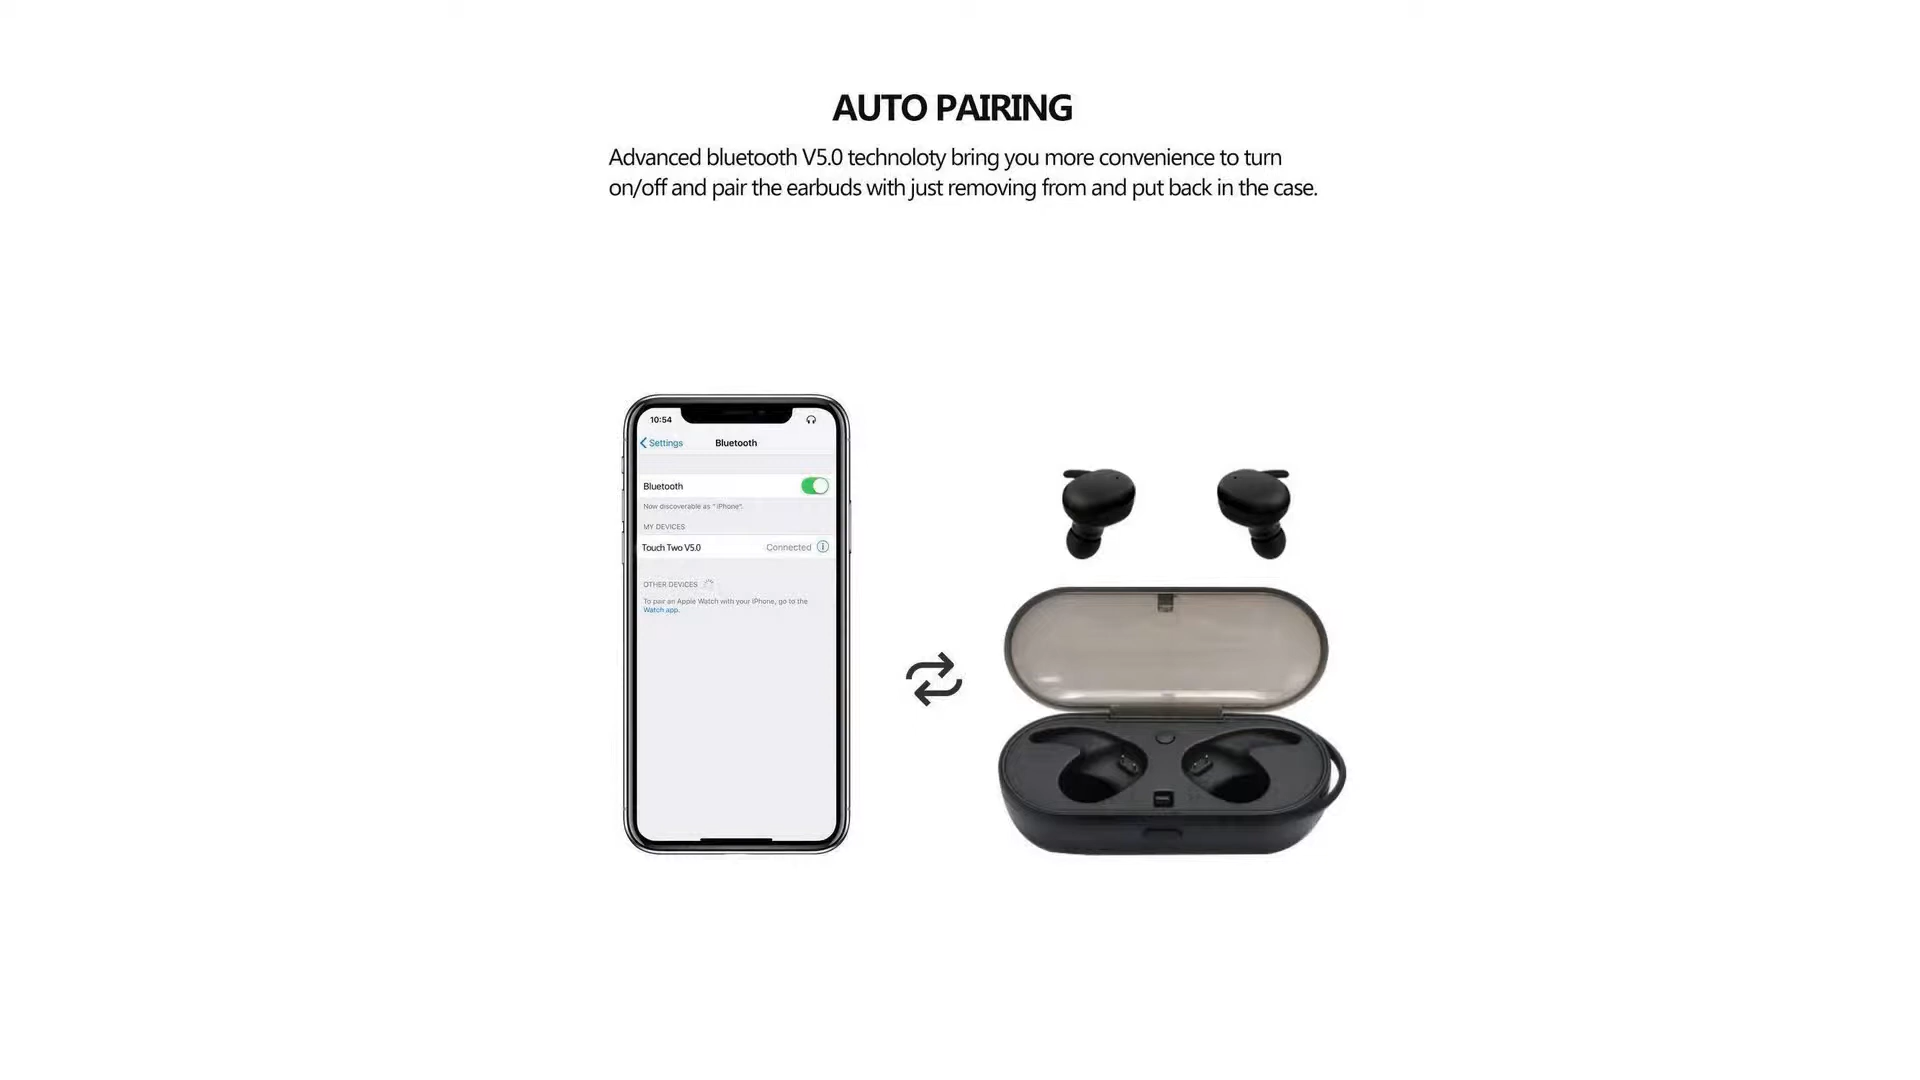 AUTO PAIRING
Advanced bluetooth V5.0 technoloty bring you more convenience to turn
on/off and pair the earbuds with just removing from and put back in the case.
10:54
Settings Bluetooth
Bluetooth
Now discoverable as "iPhone".
MY DEVICES
Touch Two V5.0 Connected
OTHER DEVICES
To pair an Apple Watch with your iPhone, go to the
Watch app.